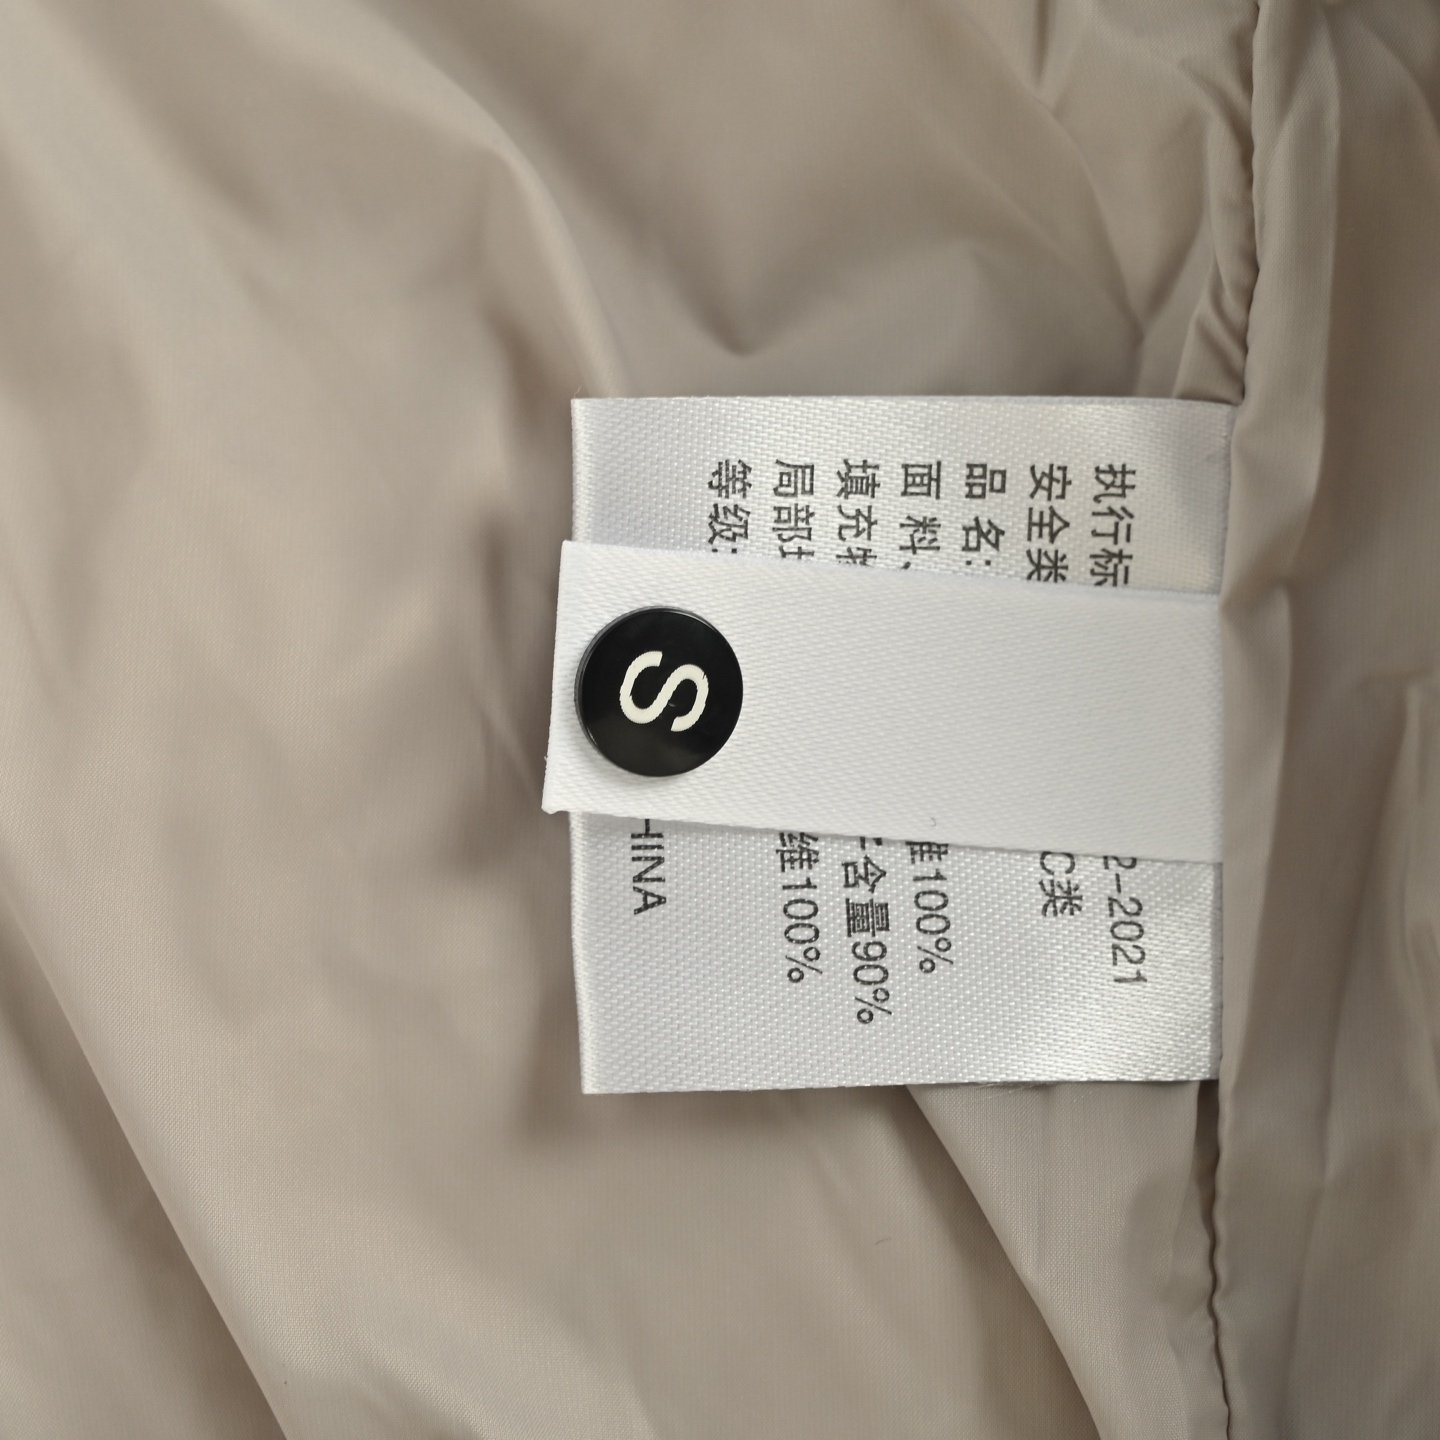 执行标
2-2021
安全类
C类
品 名:
面 料、
维100%
填充物
含量90%
局部填
维100%
等级:
HINA
S